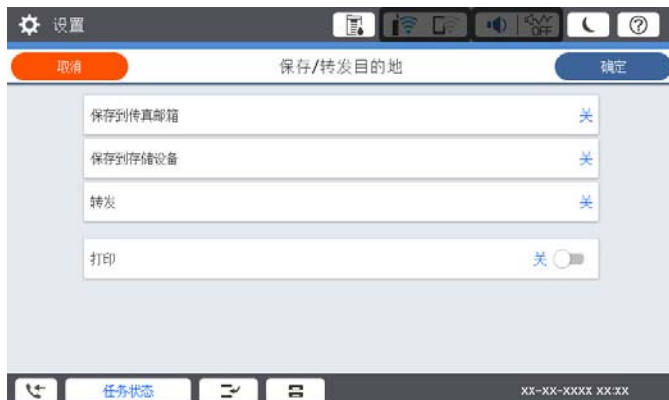 设置
OFF
取消
保存/转发目的地
确定
保存到传真邮箱
关
保存到存储设备
关
转发
关
打印
关
任务状态
XX-XX-XXXX XX:XX